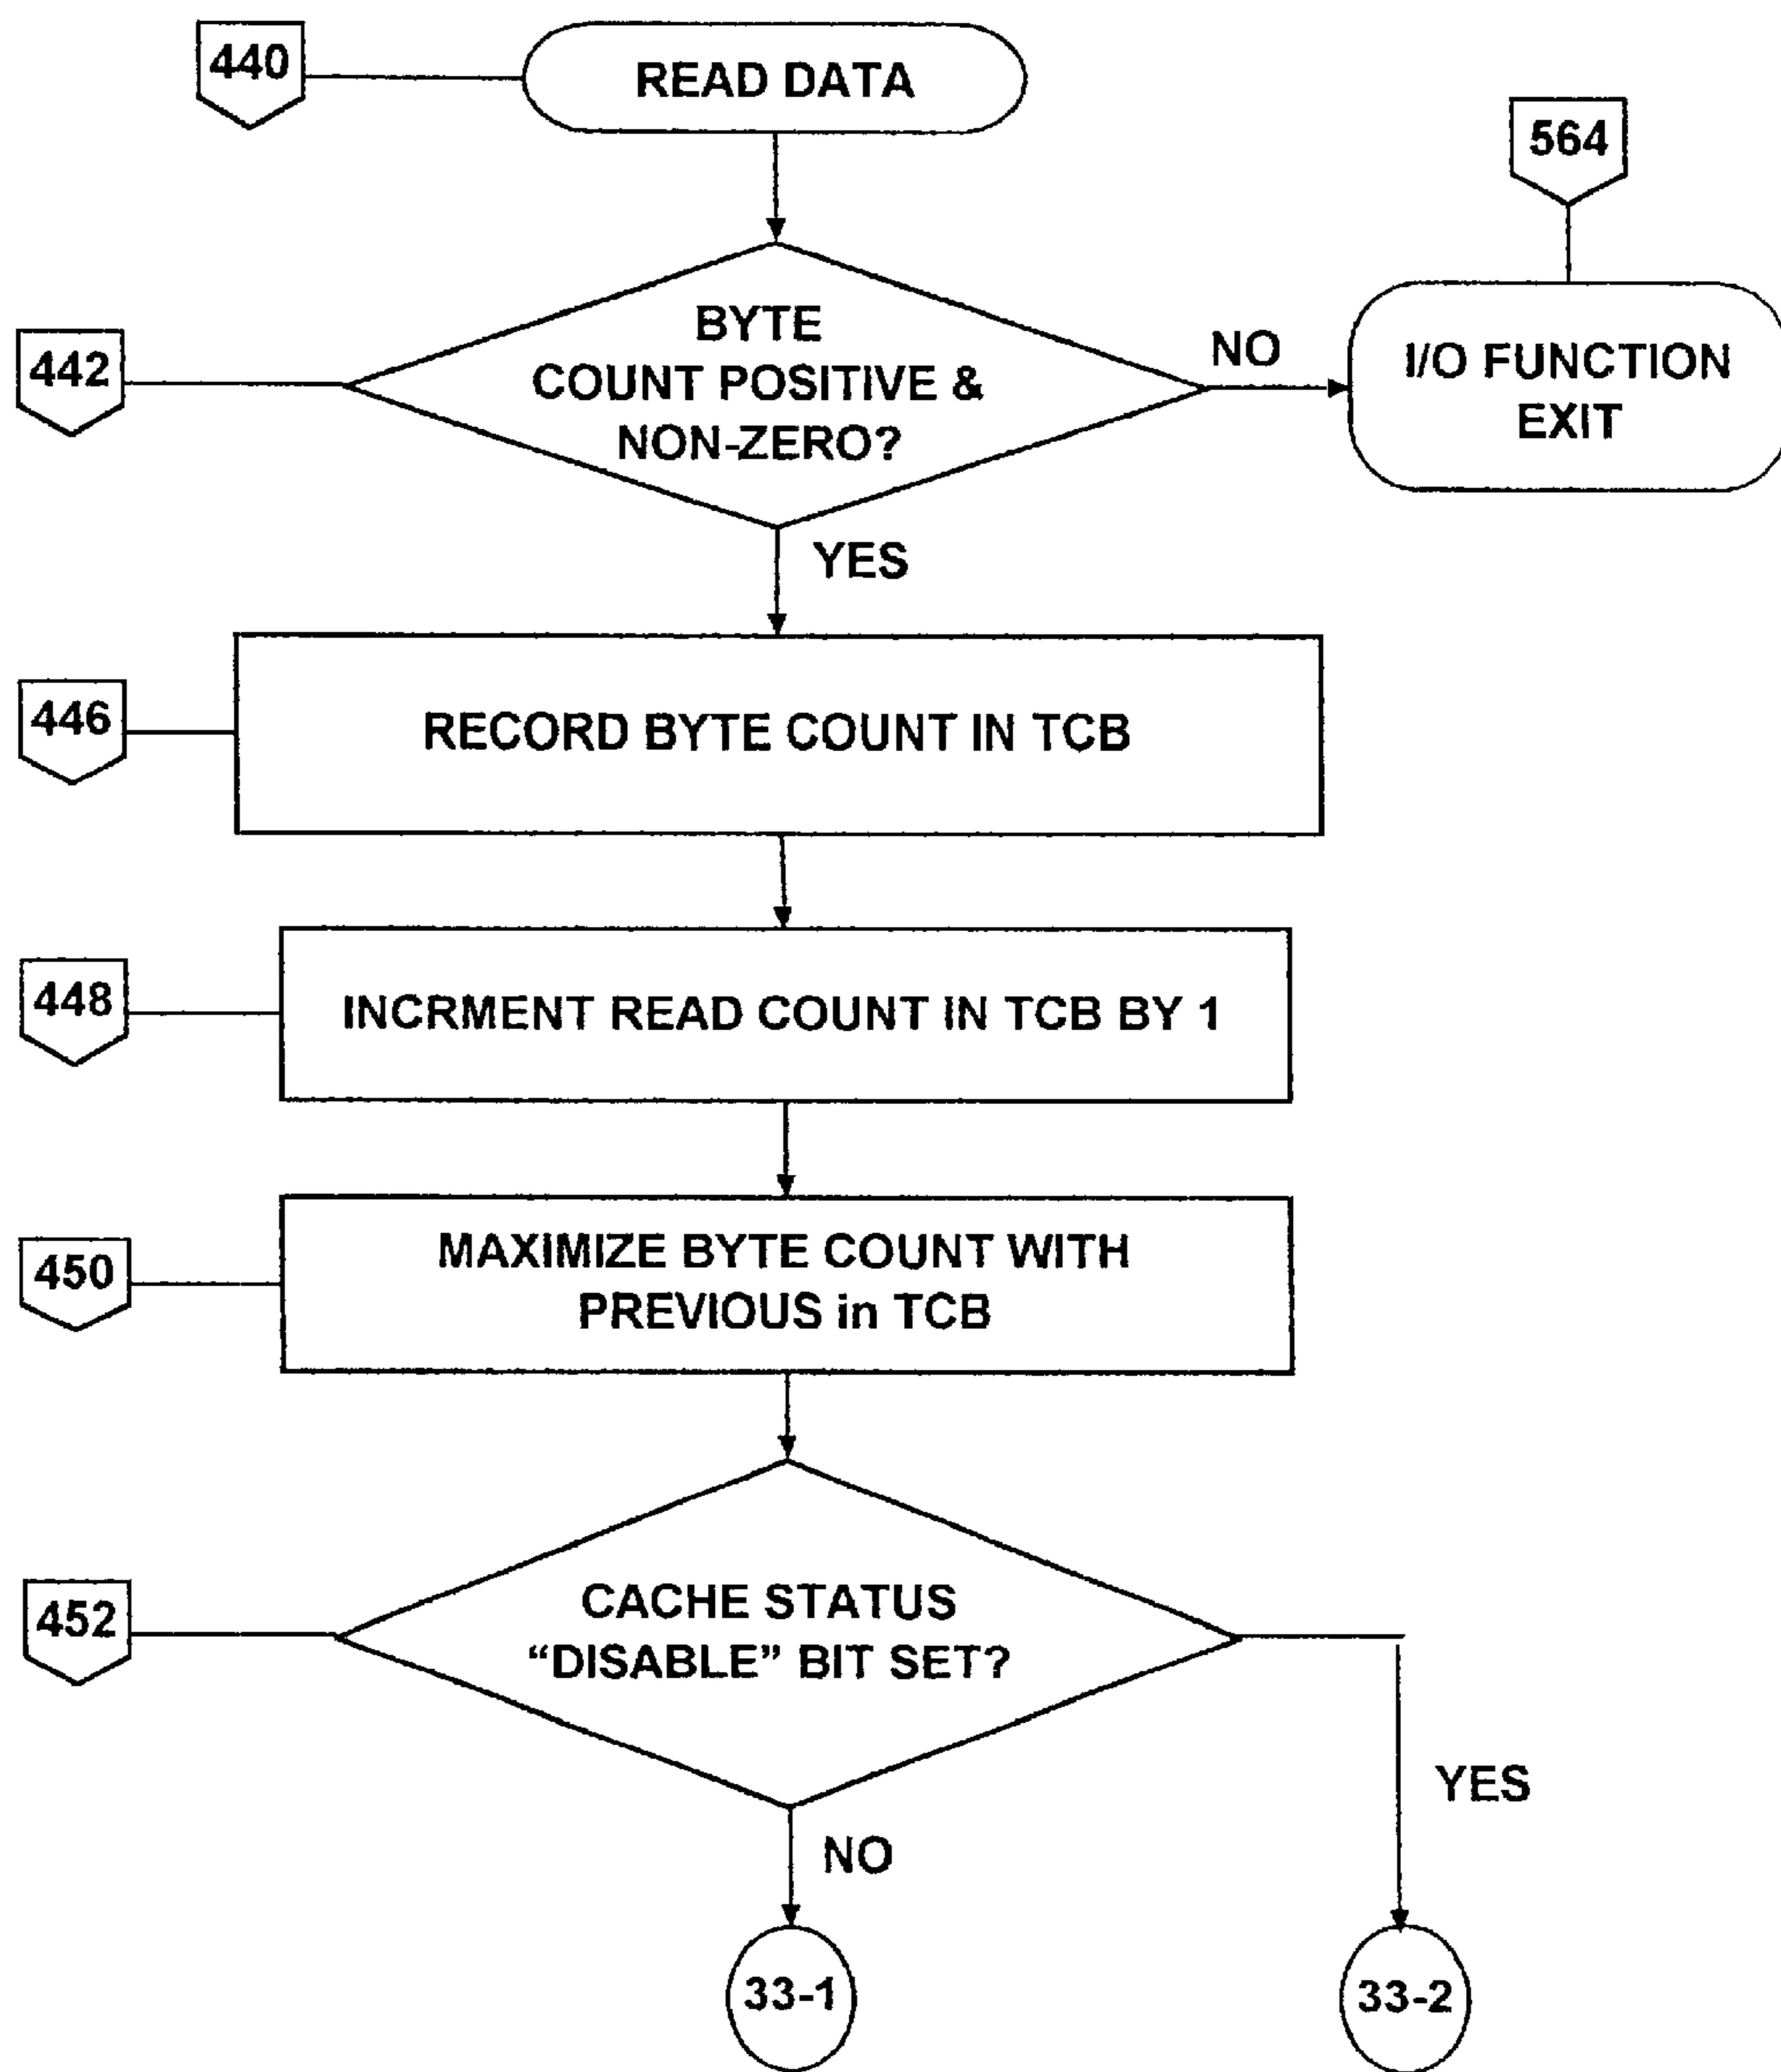 440
READ DATA
564
442
BYTE
COUNT POSITIVE &
NON-ZERO?
NO
I/O FUNCTION
EXIT
YES
446
RECORD BYTE COUNT IN TCB
448
INCRMENT READ COUNT IN TCB BY 1
450
MAXIMIZE BYTE COUNT WITH
PREVIOUS in TCB
452
CACHE STATUS
“DISABLE” BIT SET?
YES
NO
33-1
33-2